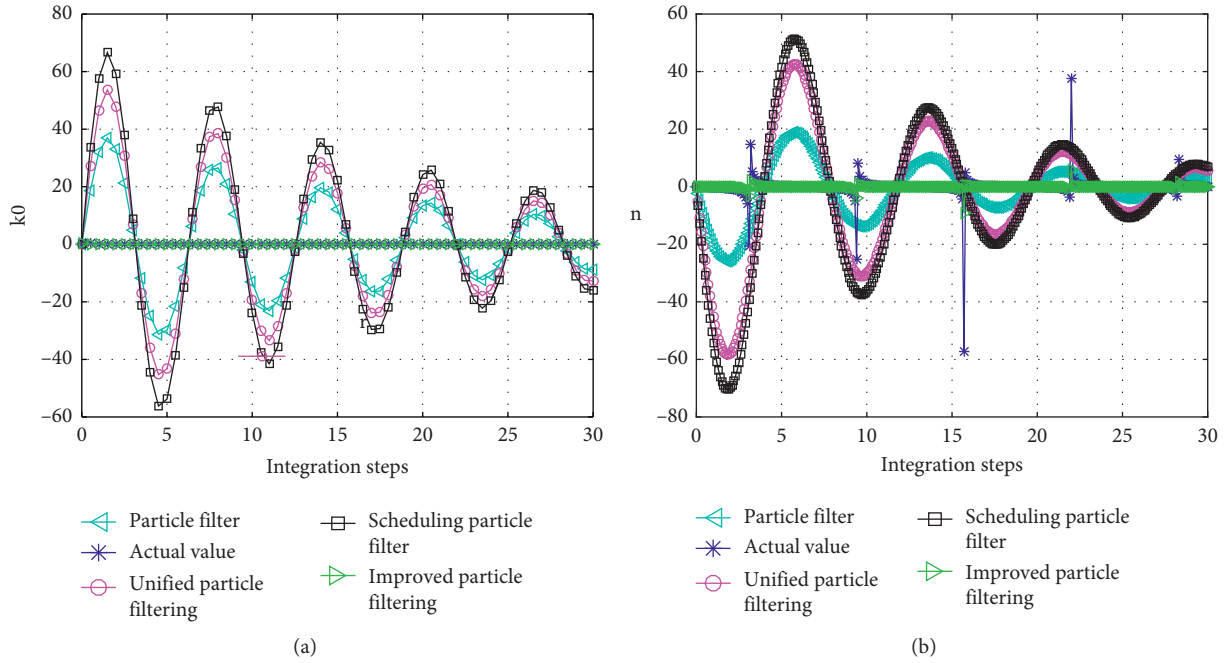 (a)
(b)
80
60
40
20
0
–20
–40
–60
k0
r
0 5 10 15 20 25 30
Integration steps
60
40
20
0
–20
–40
–60
–80
n
0 5 10 15 20 25 30
Integration steps
Particle filter
Actual value
Unified particle
filtering
Scheduling particle
filter
Improved particle
filtering
Particle filter
Actual value
Unified particle
filtering
Scheduling particle
filter
Improved particle
filtering
(a)
(b)